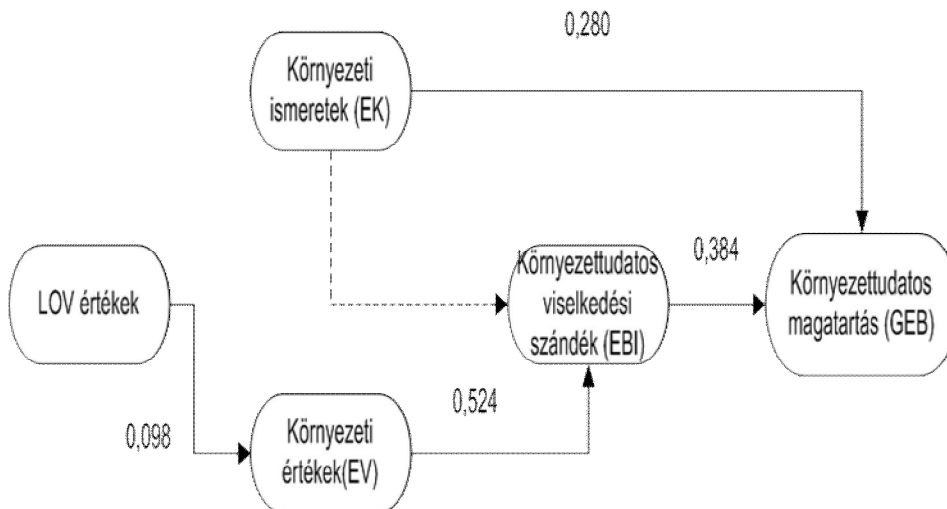 0,280
Környezeti
ismeretek (EK)
LOV értékek
Környezettudatos
viselkedési
szándék (EBI)
0,384
Környezettudatos
magatartás (GEB)
0,098
Környezeti
értékek(EV)
0,524